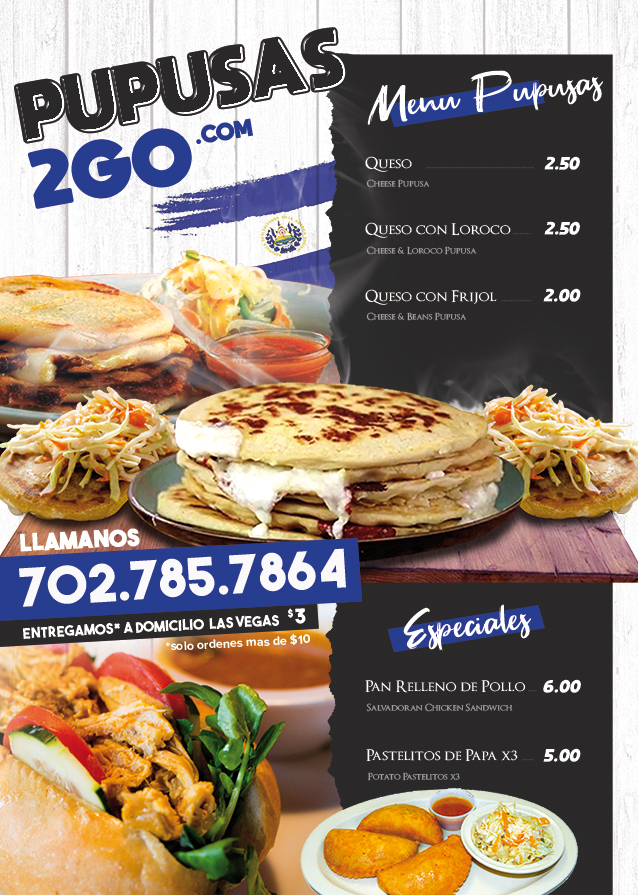 PUPUSAS
2GO.COM
Menu Pupusas
QUESO 2.50
CHEESE PUPUSA
QUESO CON LOROCO 2.50
CHEESE & LOROCO PUPUSA
QUESO CON FRIJOL 2.00
CHEESE & BEANS PUPUSA
LLAMANOS
702.785.7864
ENTREGAMOS* A DOMICILIO LAS VEGAS $3
*solo ordenes mas de $10
Especiales
PAN RELLENO DE POLLO 6.00
SALVADORAN CHICKEN SANDWICH
PASTELITOS DE PAPA X3 5.00
POTATO PASTELITOS X3